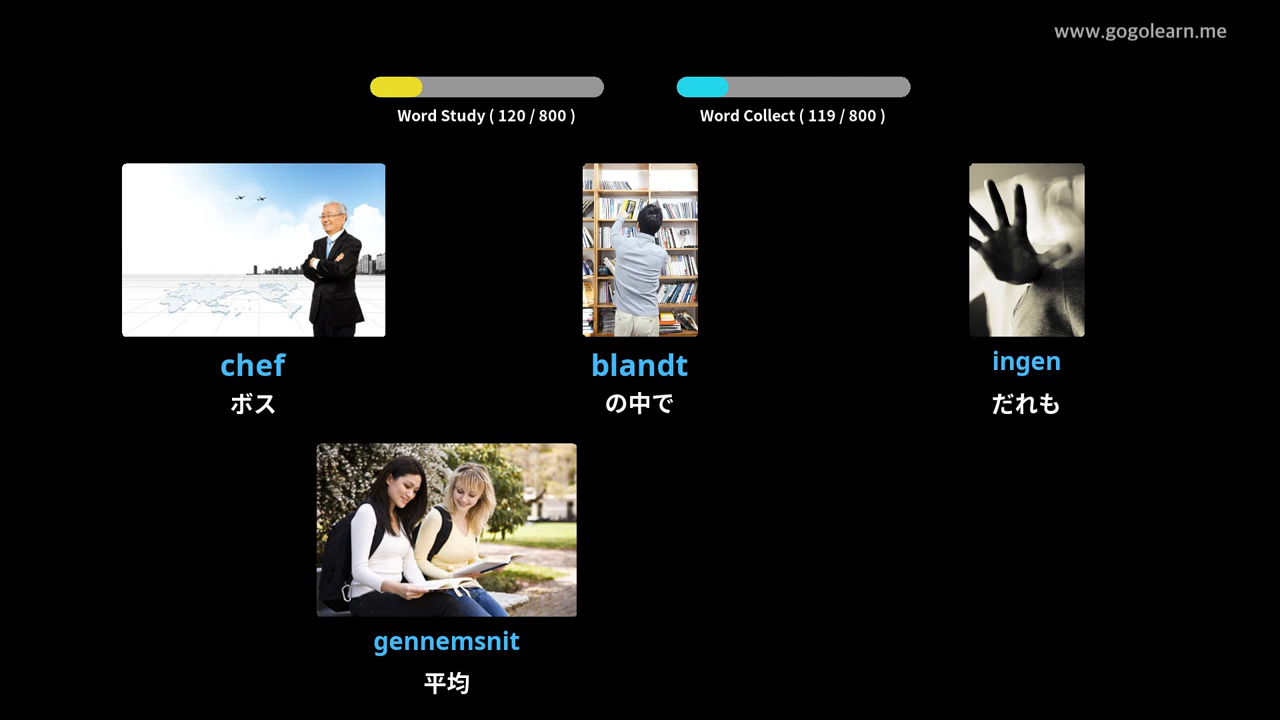 www.gogolearn.me
Word Study ( 120 / 800 )
Word Collect ( 119 / 800 )
chef
ボス
blandt
の中で
ingen
だれも
gennemsnit
平均